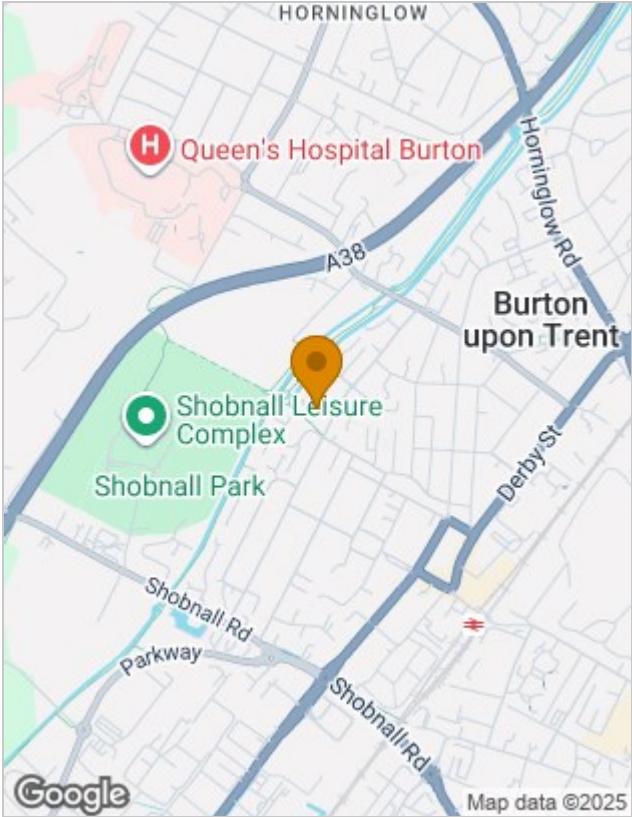 HORNINGLOW
H
Queen's Hospital Burton
Horninglow Rd
A38
Burton
upon Trent
Shobnall Leisure
Complex
Shobnall Park
Derby St
Shobnall Rd
Parkway
Shobnall Rd
Google
Map data ©2025